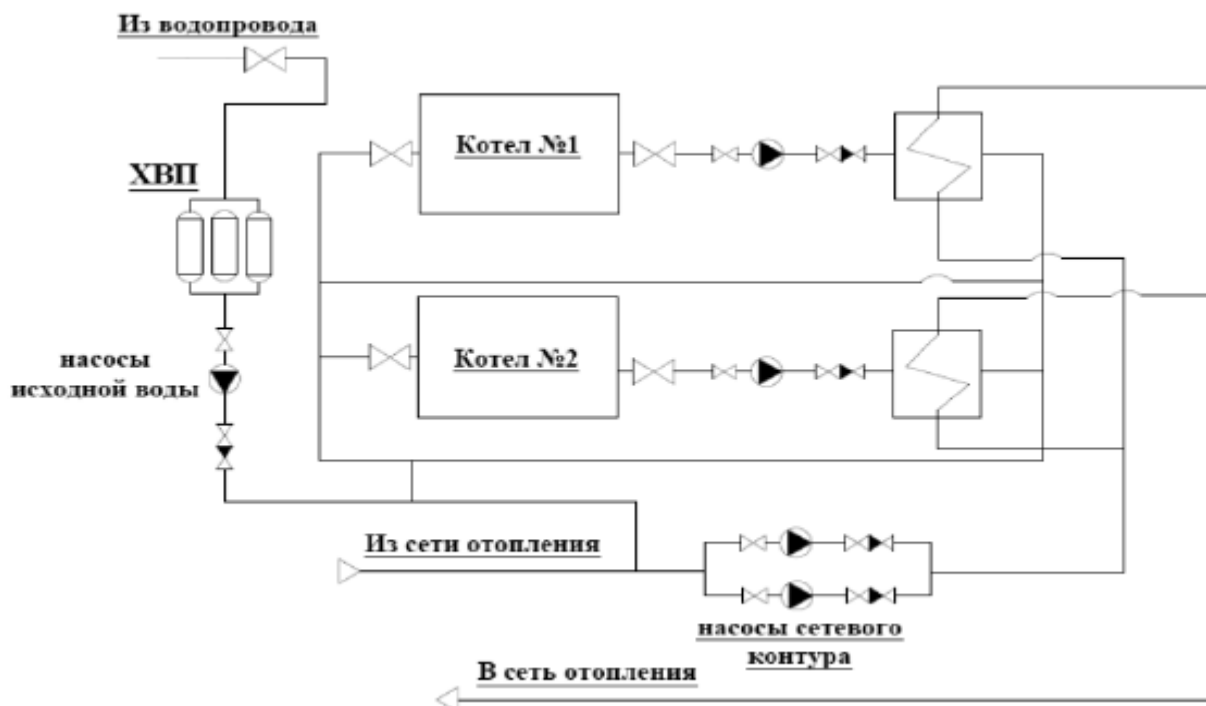 Из водопровода
Котел №1
ХВП
Котел №2
насосы
исходной воды
Из сети отопления
насосы сетевого
контура
В сеть отопления